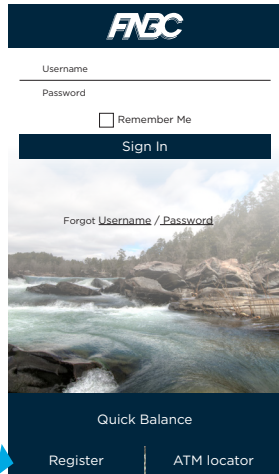 FNBC
Username
Password
Remember Me
Sign In
Forgot Username / Password
Quick Balance
Register
ATM locator